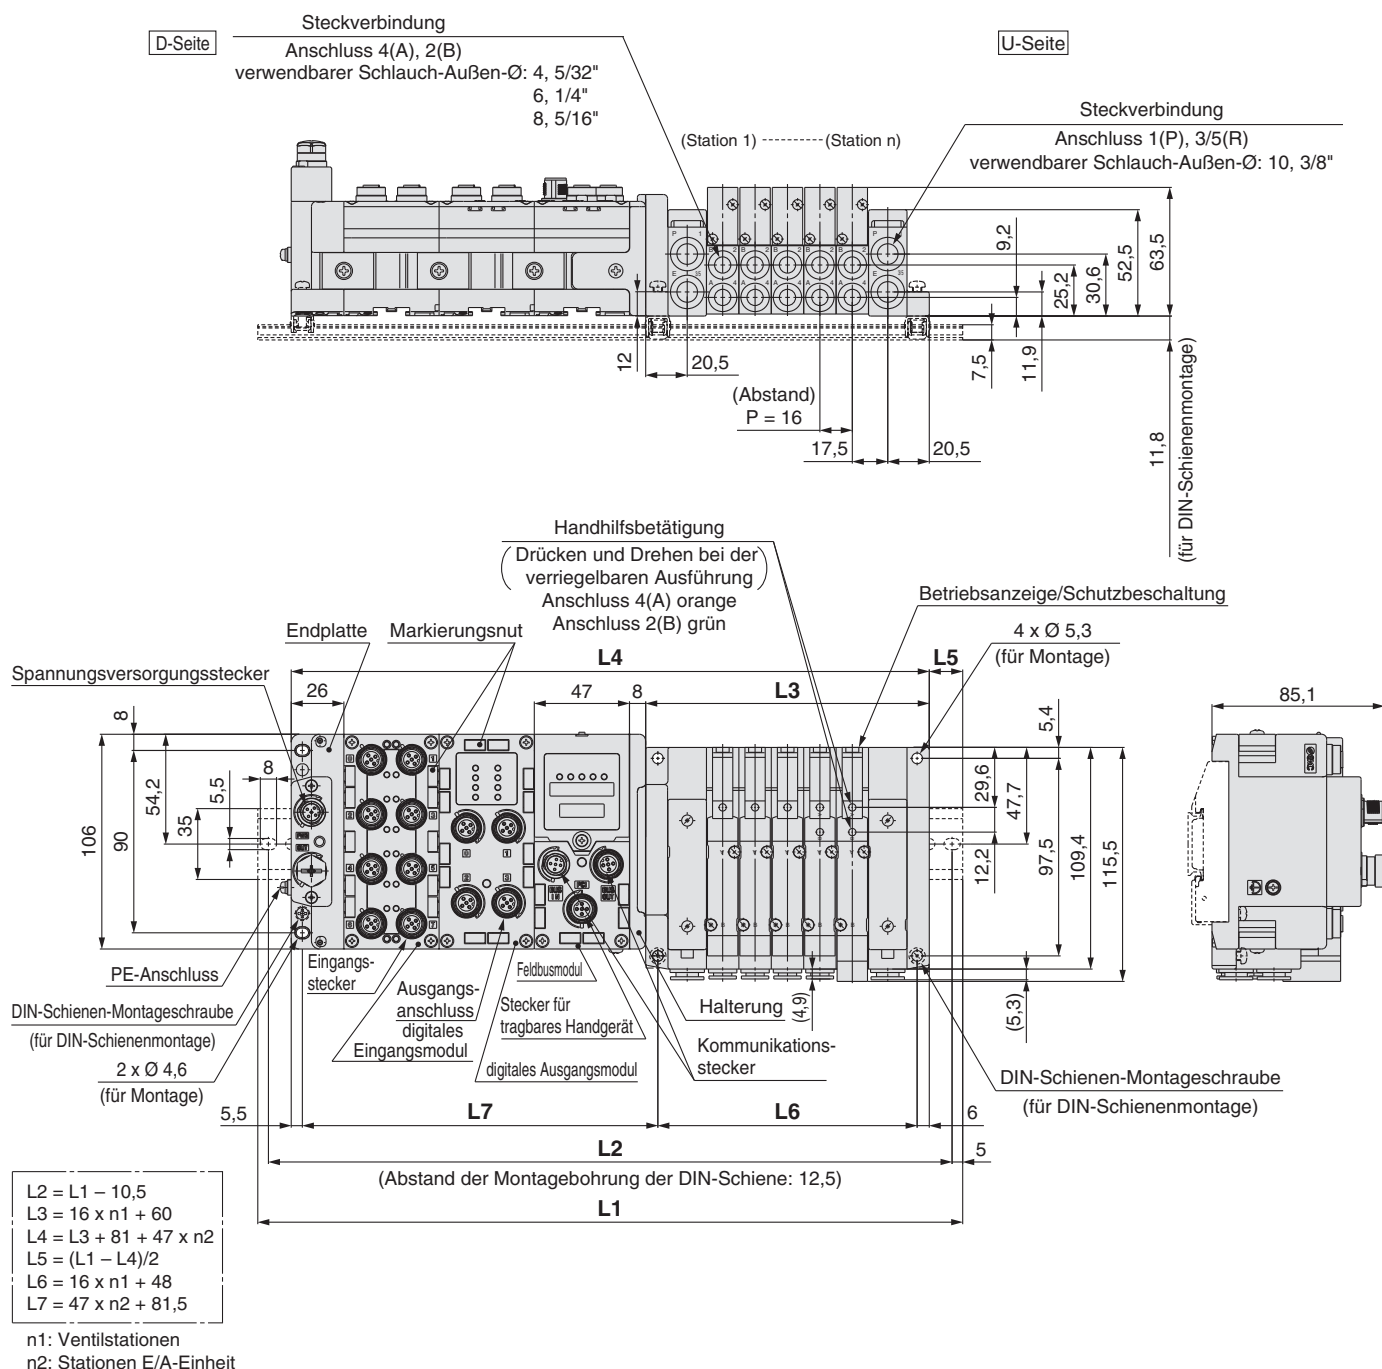 Steckverbindung
D-Seite
Anschluss 4(A), 2(B)
verwendbarer Schlauch-Außen-Ø: 4, 5/32"
6, 1/4"
8, 5/16"
U-Seite
Steckverbindung
Anschluss 1(P), 3/5(R)
verwendbarer Schlauch-Außen-Ø: 10, 3/8"
(Station 1) (Station n)
9,2
25,2
30,6
52,5
63,5
12
20,5
7,5
11,9
(Abstand)
P = 16
17,5
20,5
11,8
(für DIN-Schienenmontage)
Handhilfsbetätigung
(Drücken und Drehen bei der
verriegelbaren Ausführung)
Anschluss 4(A) orange
Anschluss 2(B) grün
Betriebsanzeige/Schutzbeschaltung
4 x Ø 5,3
(für Montage)
Endplatte
Markierungsnut
Spannungsversorgungsstecker
L4
L5
26
47
8
L3
85,1
8
5,4
106
54,2
90
8
35
5,5
29,6
12,2
47,7
97,5
109,4
115,5
PE-Anschluss
Eingangs-
stecker
Ausgangs-
anschluss
digitales
Eingangsmodul
Feldbusmodul
Stecker für
tragbares Handgerät
digitales Ausgangsmodul
Halterung
(4,9)
(5,3)
Kommunikations-
stecker
DIN-Schienen-Montageschraube
(für DIN-Schienenmontage)
2 x Ø 4,6
(für Montage)
DIN-Schienen-Montageschraube
(für DIN-Schienenmontage)
5,5
L7
L6
6
L2
5
(Abstand der Montagebohrung der DIN-Schiene: 12,5)
L1
L2 = L1 – 10,5
L3 = 16 x n1 + 60
L4 = L3 + 81 + 47 x n2
L5 = (L1 – L4)/2
L6 = 16 x n1 + 48
L7 = 47 x n2 + 81,5
n1: Ventilstationen
n2: Stationen E/A-Einheit